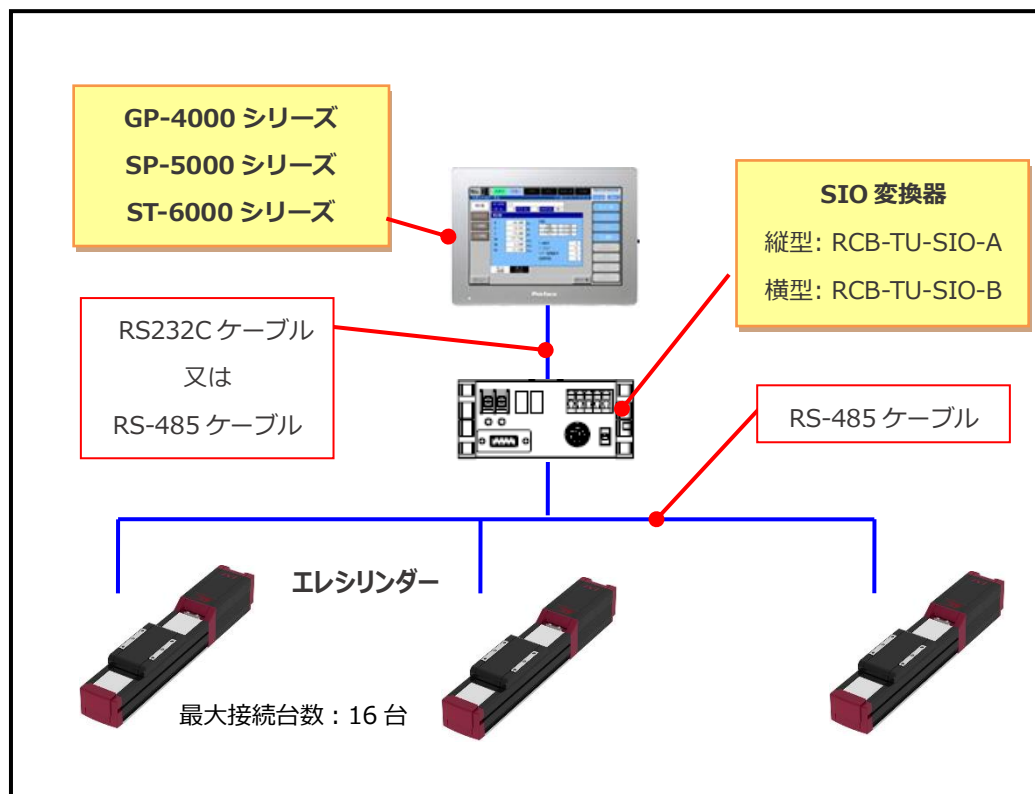 GP-4000 シリーズ
SP-5000 シリーズ
ST-6000 シリーズ
SIO 変換器
縦型: RCB-TU-SIO-A
横型: RCB-TU-SIO-B
Pro-face
RS232C ケーブル
又は
RS-485 ケーブル
RS-485 ケーブル
エレシリンダー
最大接続台数：16 台